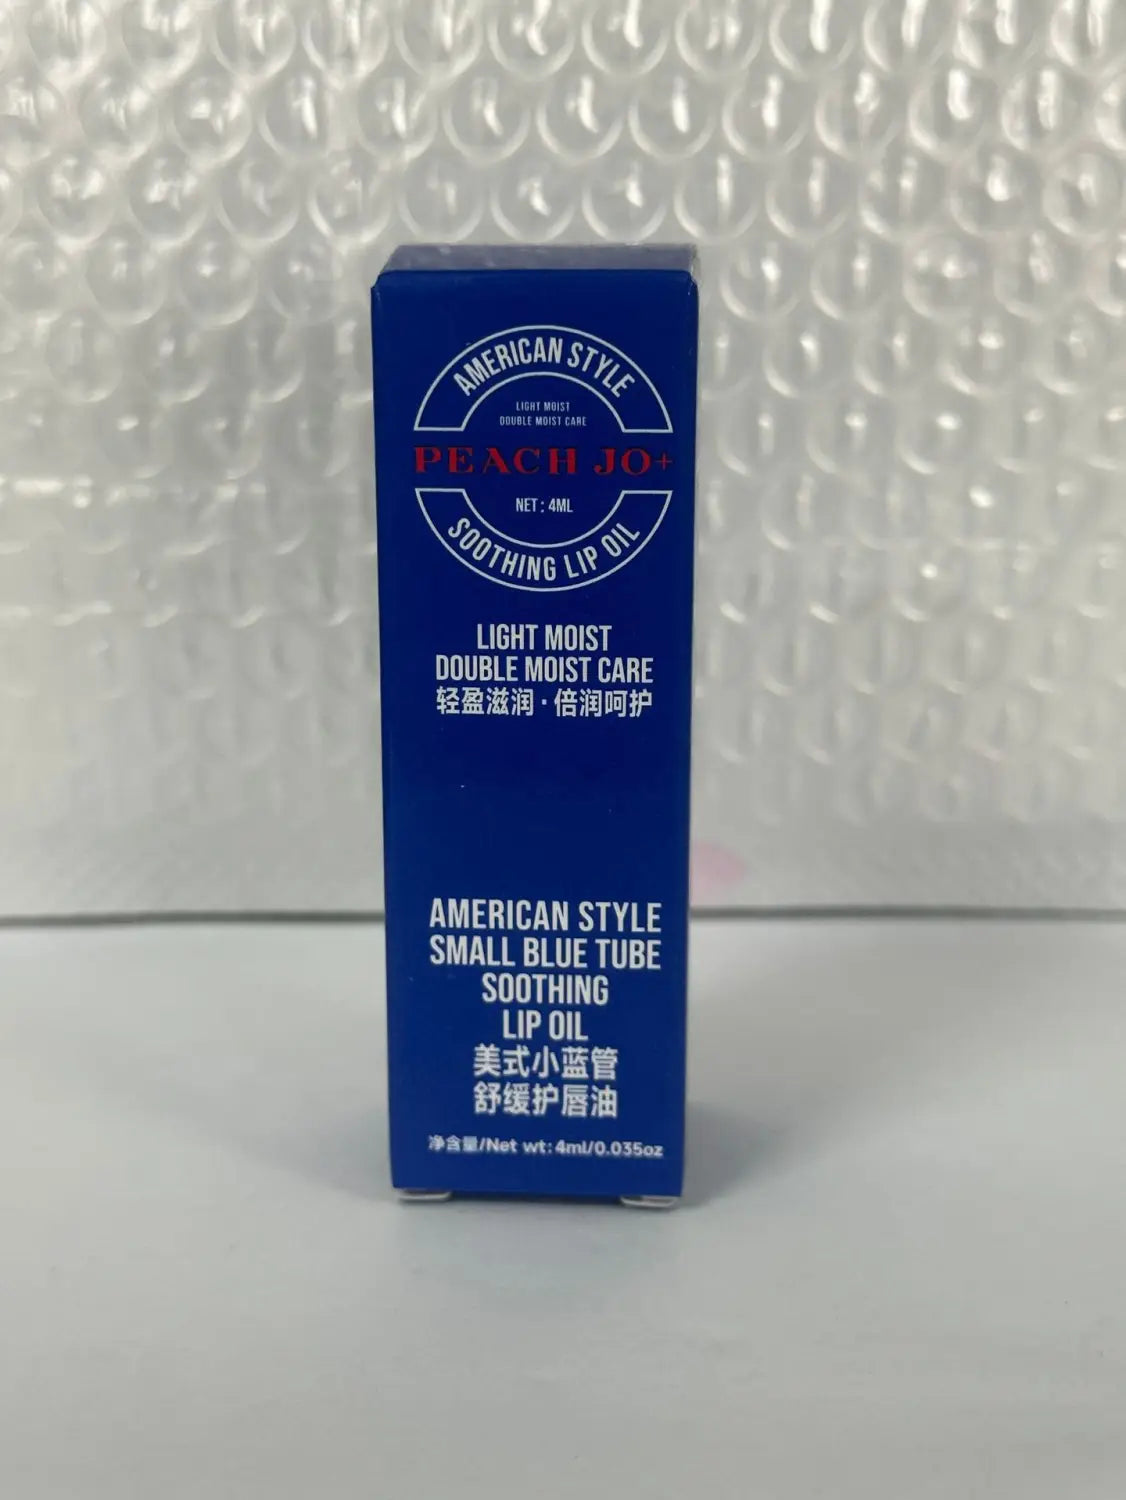 AMERICAN STYLE
LIGHT MOIST
DOUBLE MOIST CARE
PEACH JO+
NET : 4ML
SOOTHING LIP OIL
LIGHT MOIST
DOUBLE MOIST CARE
轻盈滋润·倍润呵护
AMERICAN STYLE
SMALL BLUE TUBE
SOOTHING
LIP OIL
美式小蓝管
舒缓护唇油
净含量/Net wt: 4ml/0.035oz